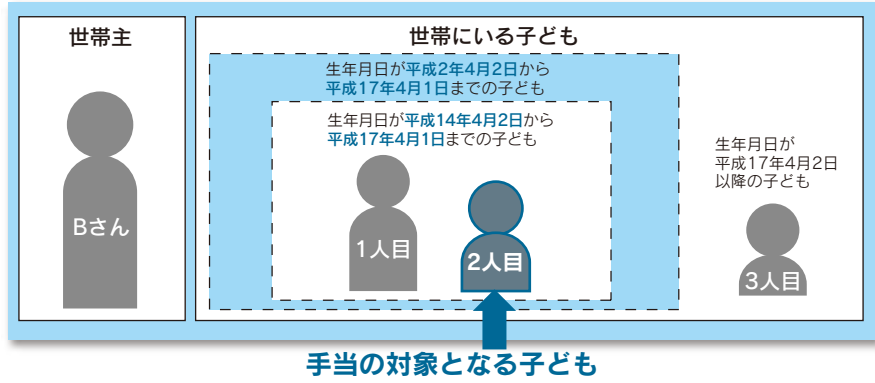 世帯主
世帯にいる子ども
生年月日が平成2年4月2日から
平成17年4月1日までの子ども
生年月日が平成14年4月2日から
平成17年4月1日までの子ども
生年月日が
平成17年4月2日
以降の子ども
Bさん
1人目
2人目
3人目
手当の対象となる子ども